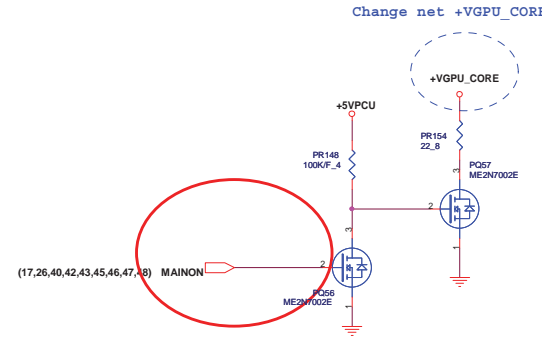 Change net +VGPU_CORE
+VGPU_CORE
+5VPCU
PR154
22_8
PR148
100K/F_4
3
PQ57
ME2N7002E
2
1
3
(17,26,40,42,43,45,46,47,48) MAINON
2
PQ56
ME2N7002E
1